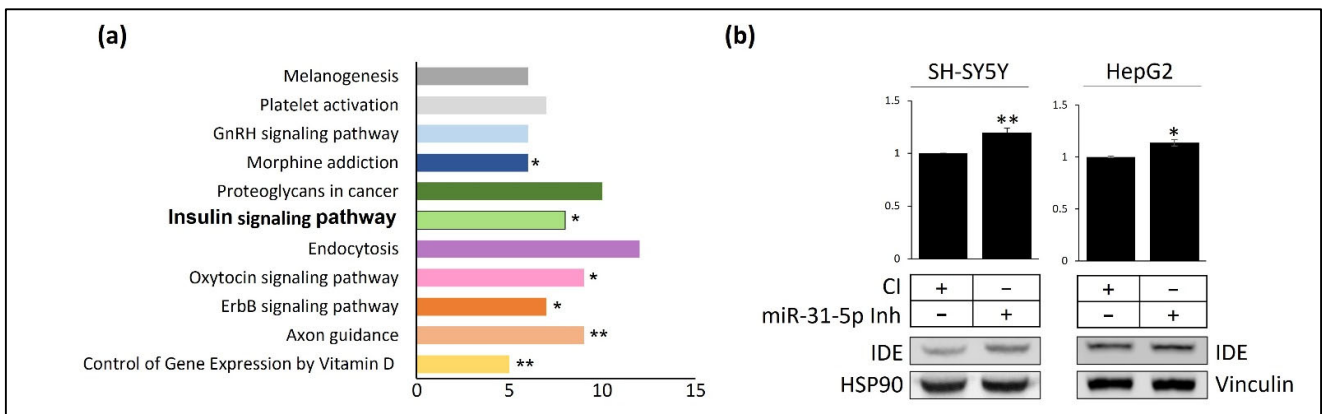 (a)
Melanogenesis
Platelet activation
GnRH signaling pathway
Morphine addiction *
Proteoglycans in cancer
Insulin signaling pathway *
Endocytosis
Oxytocin signaling pathway *
ErbB signaling pathway *
Axon guidance **
Control of Gene Expression by Vitamin D **
0 5 10 15
(b)
SH-SY5Y HepG2
1.5 1.5
** *
1 1
0.5 0.5
0 0
CI + – + –
miR-31-5p Inh – + – +
IDE IDE
HSP90 Vinculin